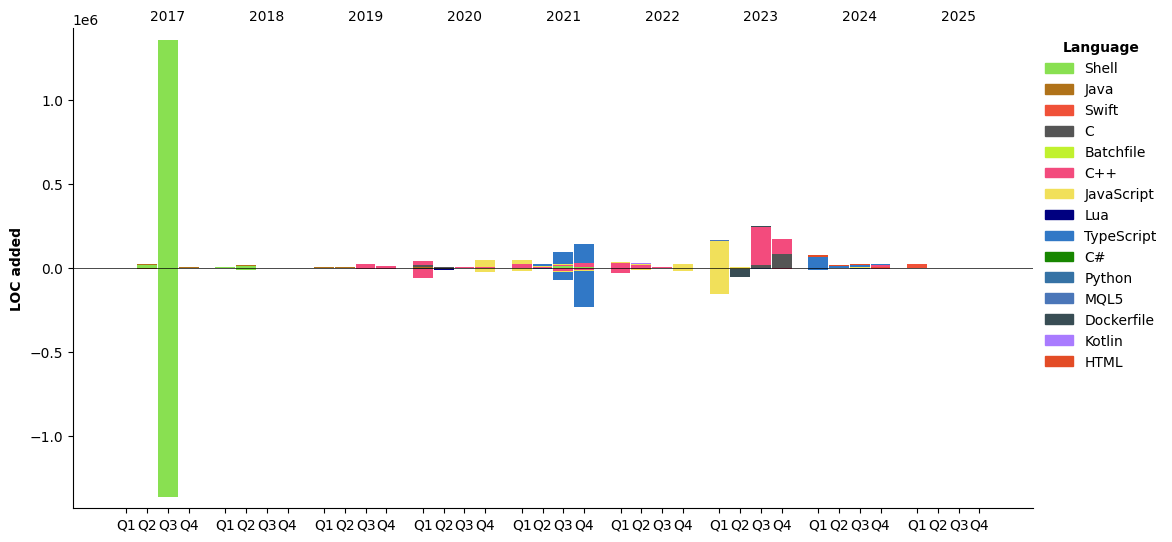 1e6
2017 2018 2019 2020 2021 2022 2023 2024 2025
LOC added
1.0
0.5
0.0
−0.5
−1.0
Q1 Q2 Q3 Q4 Q1 Q2 Q3 Q4 Q1 Q2 Q3 Q4 Q1 Q2 Q3 Q4 Q1 Q2 Q3 Q4 Q1 Q2 Q3 Q4 Q1 Q2 Q3 Q4 Q1 Q2 Q3 Q4 Q1 Q2 Q3 Q4
Language
Shell
Java
Swift
C
Batchfile
C++
JavaScript
Lua
TypeScript
C#
Python
MQL5
Dockerfile
Kotlin
HTML